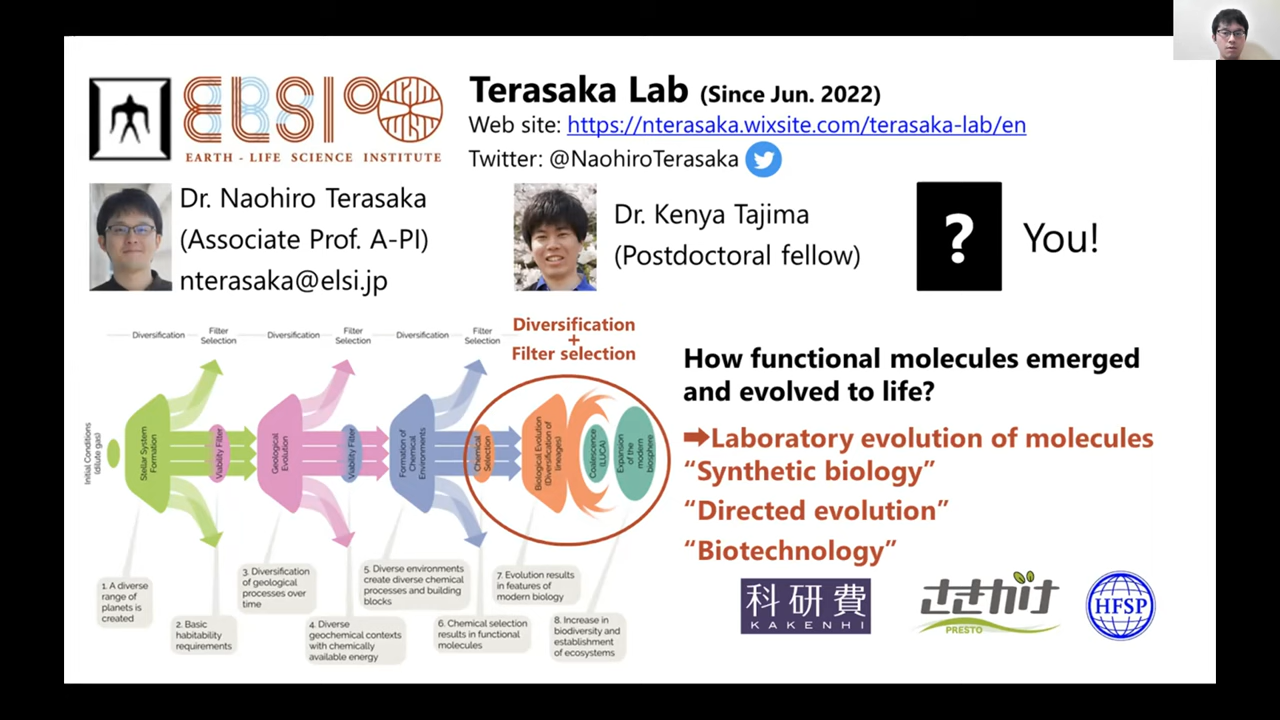 ELSI
EARTH - LIFE SCIENCE INSTITUTE
Terasaka Lab (Since Jun. 2022)
Web site: https://nterasaka.wixsite.com/terasaka-lab/en
Twitter: @NaohiroTerasaka
Dr. Naohiro Terasaka
(Associate Prof. A-PI)
nterasaka@elsi.jp
Dr. Kenya Tajima
(Postdoctoral fellow)
?
You!
Diversification
Filter
Selection
Diversification
Filter
Selection
Diversification
Filter
Selection
Diversification
+
Filter selection
Initial Conditions
(dilute gas)
Stellar System
Formation
Viability Filter
Geological
Evolution
Viability Filter
Formation of
Chemical
Environments
Chemical
Selection
Biological Evolution
(Diversification of
lineages)
Coalescence
(LUCA)
Expansion
of the
modern
biosphere
1. A diverse
range of
planets is
created
2. Basic
habitability
requirements
3. Diversification
of geological
processes over
time
4. Diverse
geochemical contexts
with chemically
available energy
5. Diverse environments
create diverse chemical
processes and building
blocks
6. Chemical selection
results in functional
molecules
7. Evolution results
in features of
modern biology
8. Increase in
biodiversity and
establishment
of ecosystems
How functional molecules emerged
and evolved to life?
➡Laboratory evolution of molecules
“Synthetic biology”
“Directed evolution”
“Biotechnology”
科研費
KAKENHI
さきがけ
PRESTO
HFSP